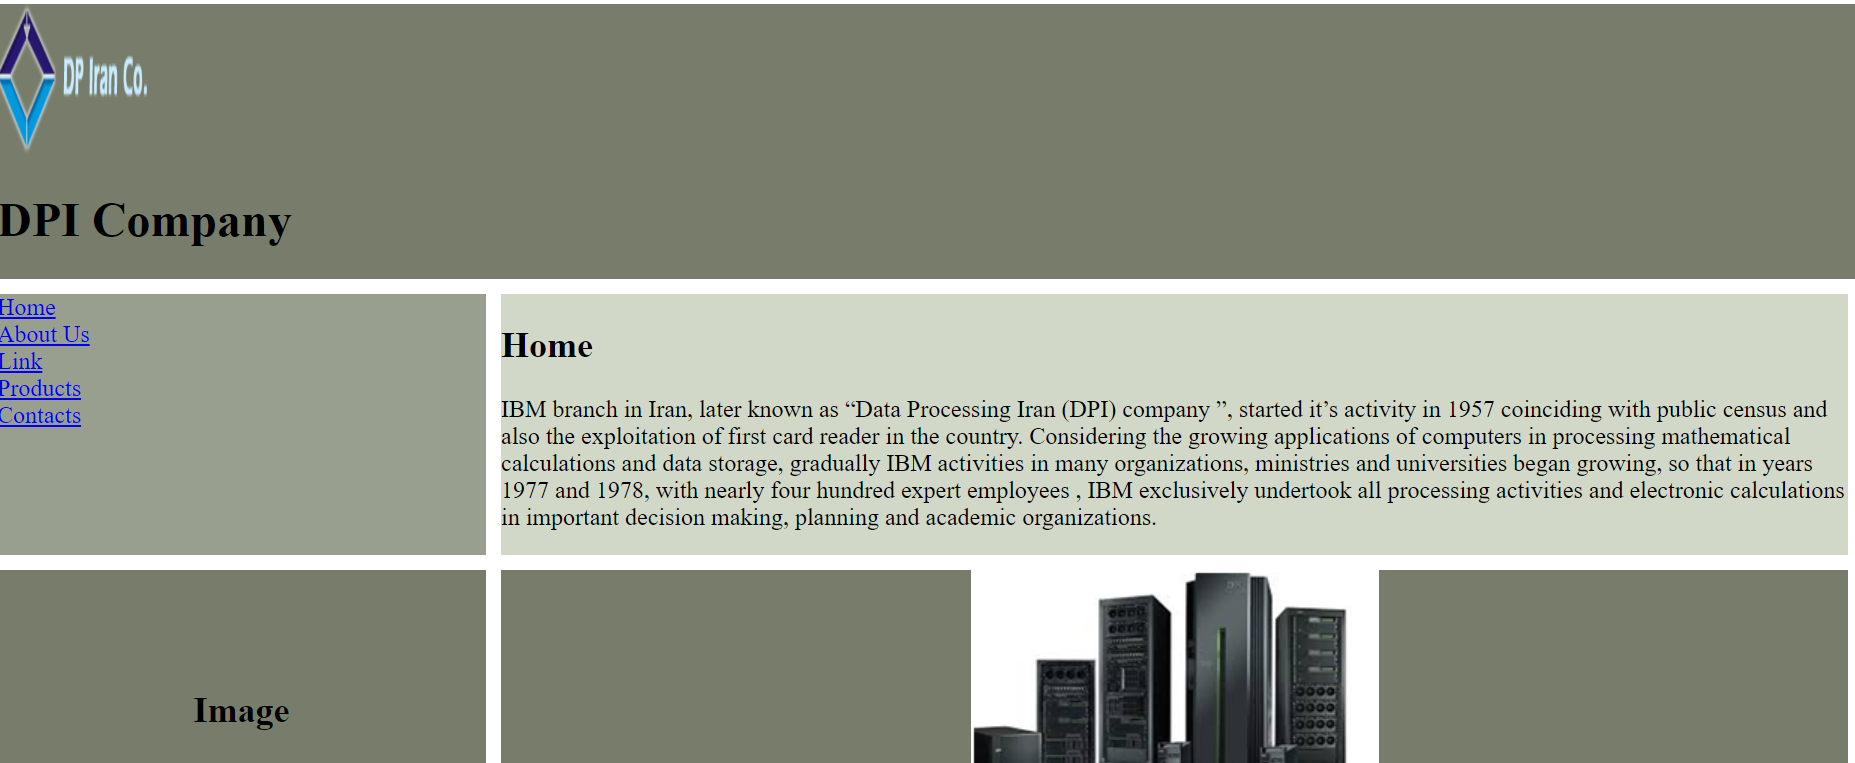 DP Iran Co.
DPI Company
Home
About Us
Link
Products
Contacts
Home
IBM branch in Iran, later known as “Data Processing Iran (DPI) company ”, started it’s activity in 1957 coinciding with public census and
also the exploitation of first card reader in the country. Considering the growing applications of computers in processing mathematical
calculations and data storage, gradually IBM activities in many organizations, ministries and universities began growing, so that in years
1977 and 1978, with nearly four hundred expert employees , IBM exclusively undertook all processing activities and electronic calculations
in important decision making, planning and academic organizations.
Image